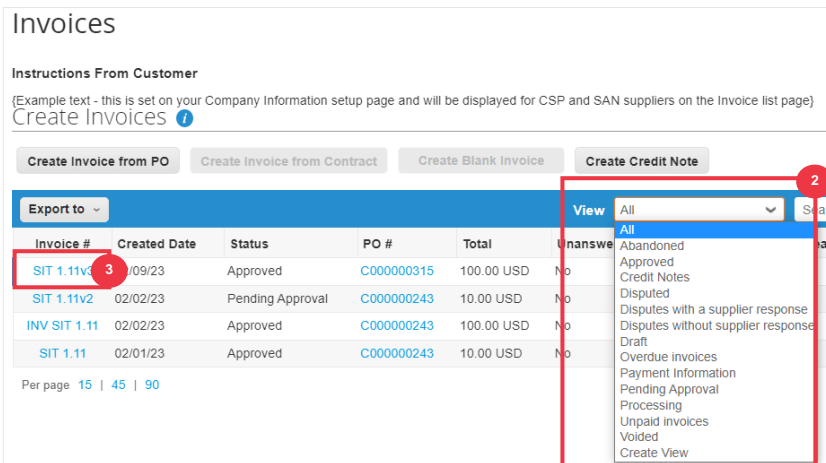 Invoices
Instructions From Customer
{Example text - this is set on your Company Information setup page and will be displayed for CSP and SAN suppliers on the Invoice list page}
Create Invoices i
Create Invoice from PO Create Invoice from Contract Create Blank Invoice Create Credit Note
2
Export to View All Sea
Invoice # Created Date Status PO # Total Unanswe
SIT 1.11v3 3 /09/23 Approved C000000315 100.00 USD No
SIT 1.11v2 02/02/23 Pending Approval C000000243 10.00 USD No
INV SIT 1.11 02/02/23 Approved C000000243 100.00 USD No
SIT 1.11 02/01/23 Approved C000000243 10.00 USD No
Per page 15 | 45 | 90
All
Abandoned
Approved
Credit Notes
Disputed
Disputes with a supplier response
Disputes without supplier response
Draft
Overdue invoices
Payment Information
Pending Approval
Processing
Unpaid invoices
Voided
Create View